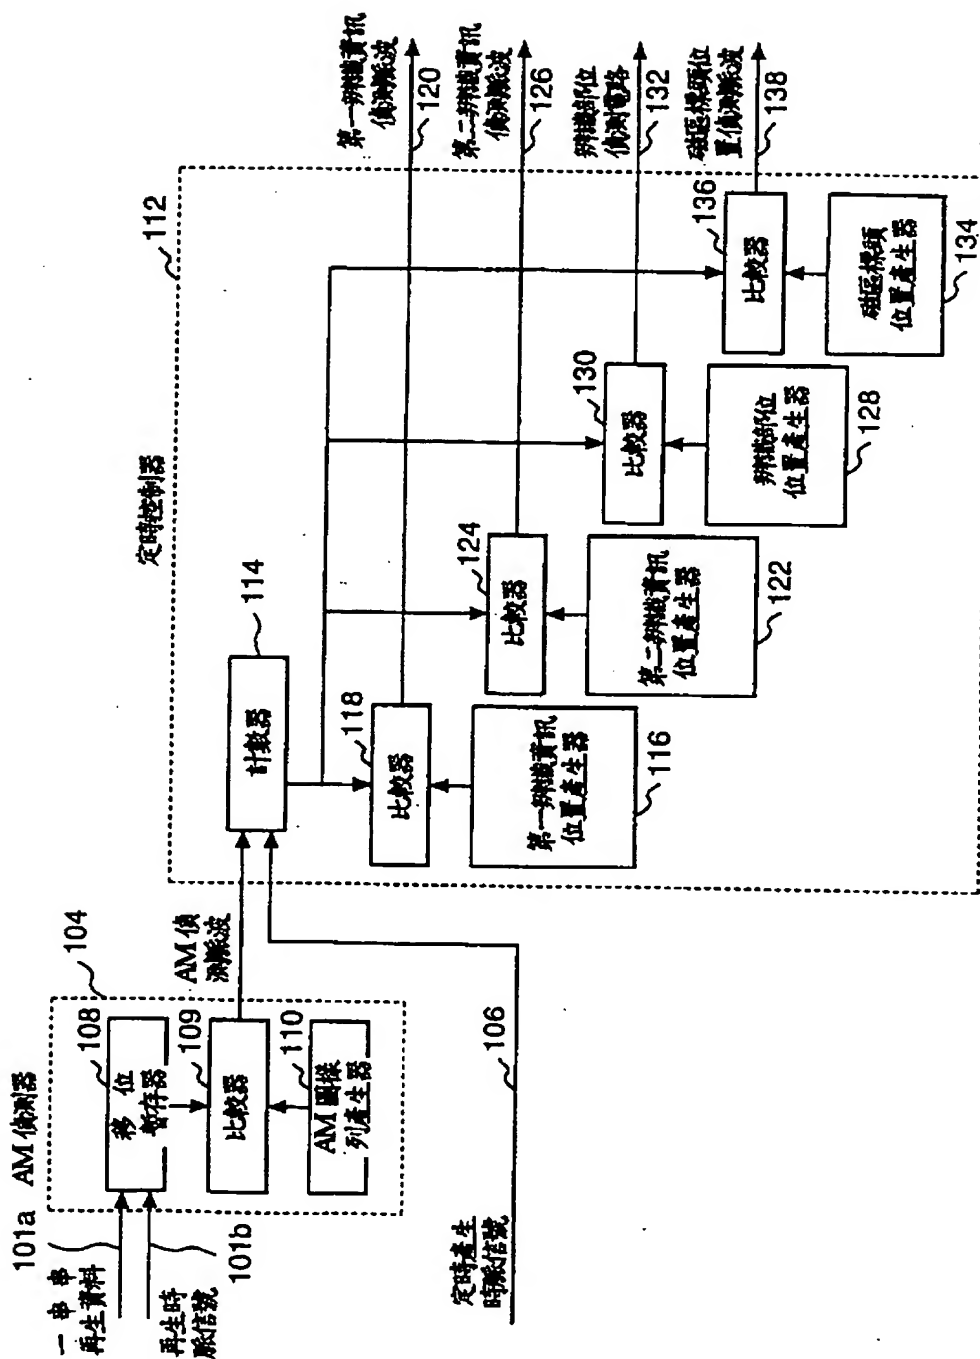 一串串
再生資料
101a
再生時
脈信號
101b
AM 偵測器
104
移 位
暫存器
108
比較器
109
AM 圖樣
列產生器
110
AM 偵
測脈波
定時產生
時脈信號
106
定時控制器
112
計數器
114
比較器
118
第一辨識資訊
位置產生器
116
比較器
124
第二辨識資訊
位置產生器
122
比較器
130
辨識部位
位置產生器
128
比較器
136
磁區標頭
位置產生器
134
第一辨識資訊
偵測脈波
120
第二辨識資訊
偵測脈波
126
辨識部位
偵測電路
132
磁區標頭位
置偵測脈波
138